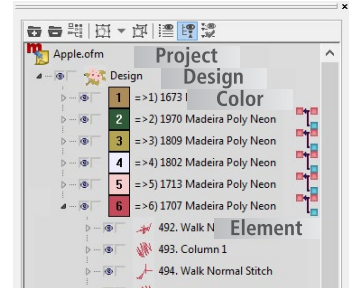 Apple.ofm Project
Design Design
1 =>1) 1673 Color
2 =>2) 1970 Madeira Poly Neon
3 =>3) 1809 Madeira Poly Neon
4 =>4) 1802 Madeira Poly Neon
5 =>5) 1713 Madeira Poly Neon
6 =>6) 1707 Madeira Poly Neon
492. Walk N Element
493. Column 1
494. Walk Normal Stitch